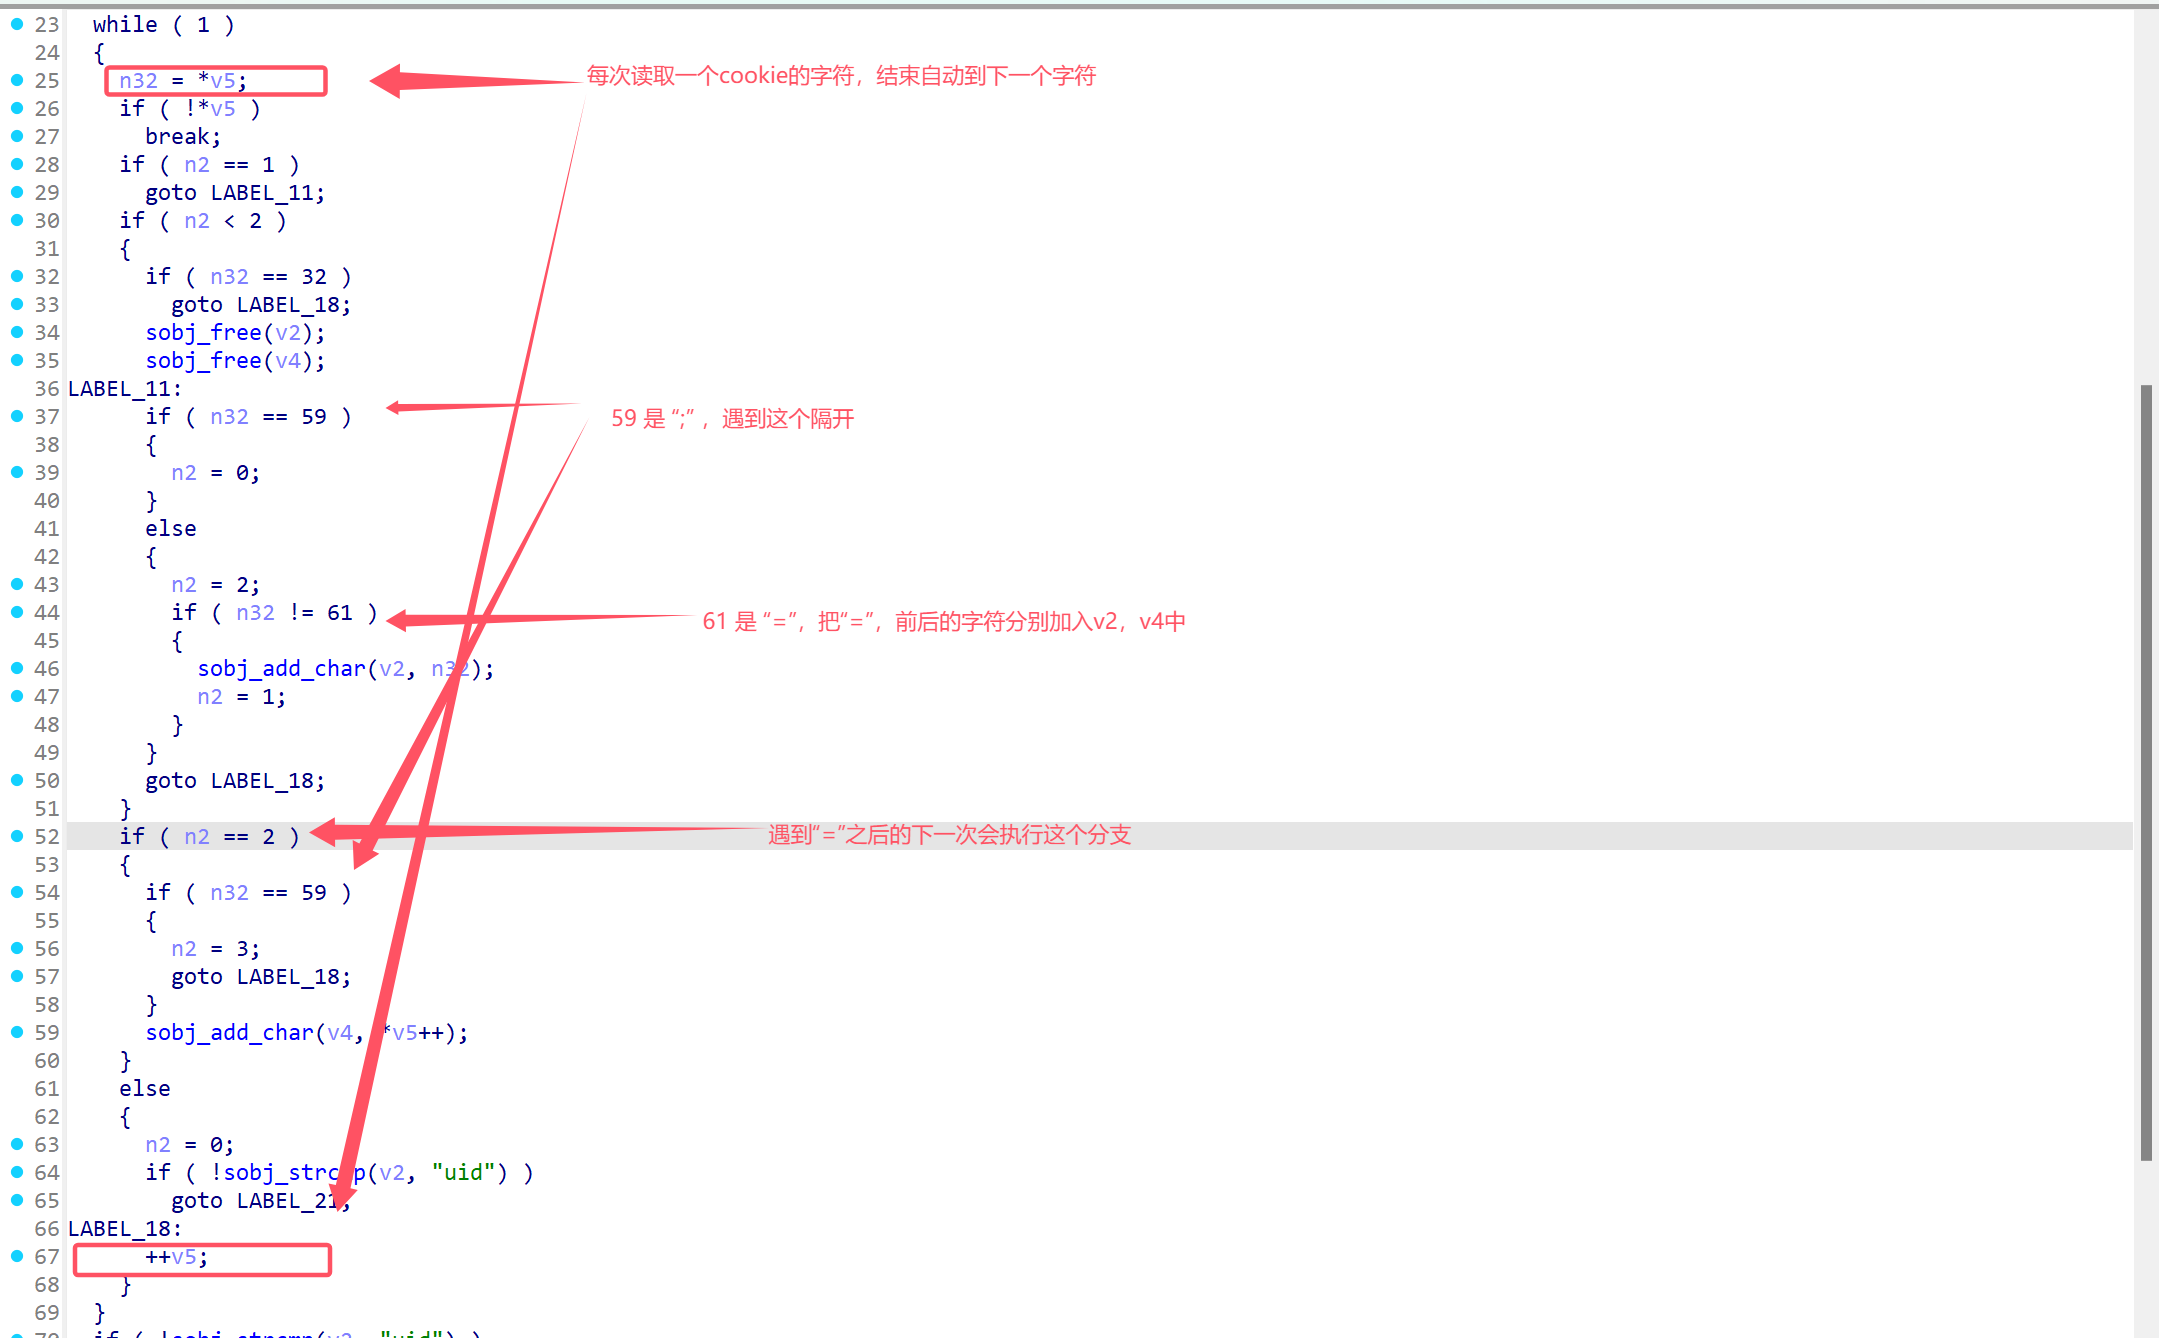 23 while ( 1 )
24 {
25 n32 = *v5; 每次读取一个cookie的字符，结束自动到下一个字符
26 if ( !*v5 )
27 break;
28 if ( n2 == 1 )
29 goto LABEL_11;
30 if ( n2 < 2 )
31 {
32 if ( n32 == 32 )
33 goto LABEL_18;
34 sobj_free(v2);
35 sobj_free(v4);
36 LABEL_11:
37 if ( n32 == 59 ) 59 是 “;” ，遇到这个隔开
38 {
39 n2 = 0;
40 }
41 else
42 {
43 n2 = 2;
44 if ( n32 != 61 ) 61 是 “=”，把“=”，前后的字符分别加入v2，v4中
45 {
46 sobj_add_char(v2, n32);
47 n2 = 1;
48 }
49 }
50 goto LABEL_18;
51 }
52 if ( n2 == 2 ) 遇到“=”之后的下一次会执行这个分支
53 {
54 if ( n32 == 59 )
55 {
56 n2 = 3;
57 goto LABEL_18;
58 }
59 sobj_add_char(v4, *v5++);
60 }
61 else
62 {
63 n2 = 0;
64 if ( !sobj_strcmp(v2, "uid") )
65 goto LABEL_21;
66 LABEL_18:
67 ++v5;
68 }
69 }
70 if ( !sobj_strcmp(v2, "uid") )